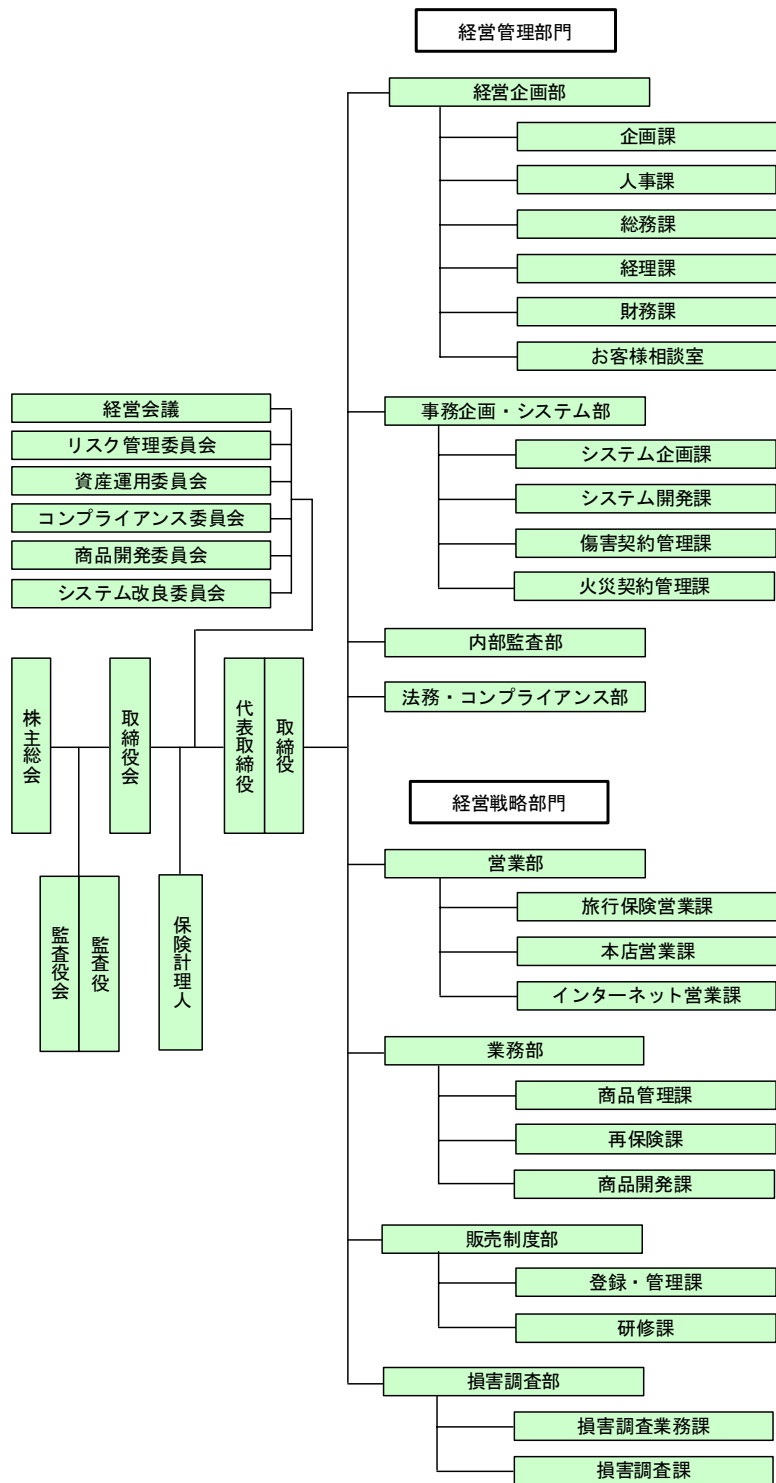 経営管理部門
経営企画部
企画課
人事課
総務課
経理課
財務課
お客様相談室
経営会議
リスク管理委員会
資産運用委員会
コンプライアンス委員会
商品開発委員会
システム改良委員会
事務企画・システム部
システム企画課
システム開発課
傷害契約管理課
火災契約管理課
内部監査部
法務・コンプライアンス部
株主総会
取締役会
代表取締役
取締役
監査役会
監査役
保険計理人
経営戦略部門
営業部
旅行保険営業課
本店営業課
インターネット営業課
業務部
商品管理課
再保険課
商品開発課
販売制度部
登録・管理課
研修課
損害調査部
損害調査業務課
損害調査課